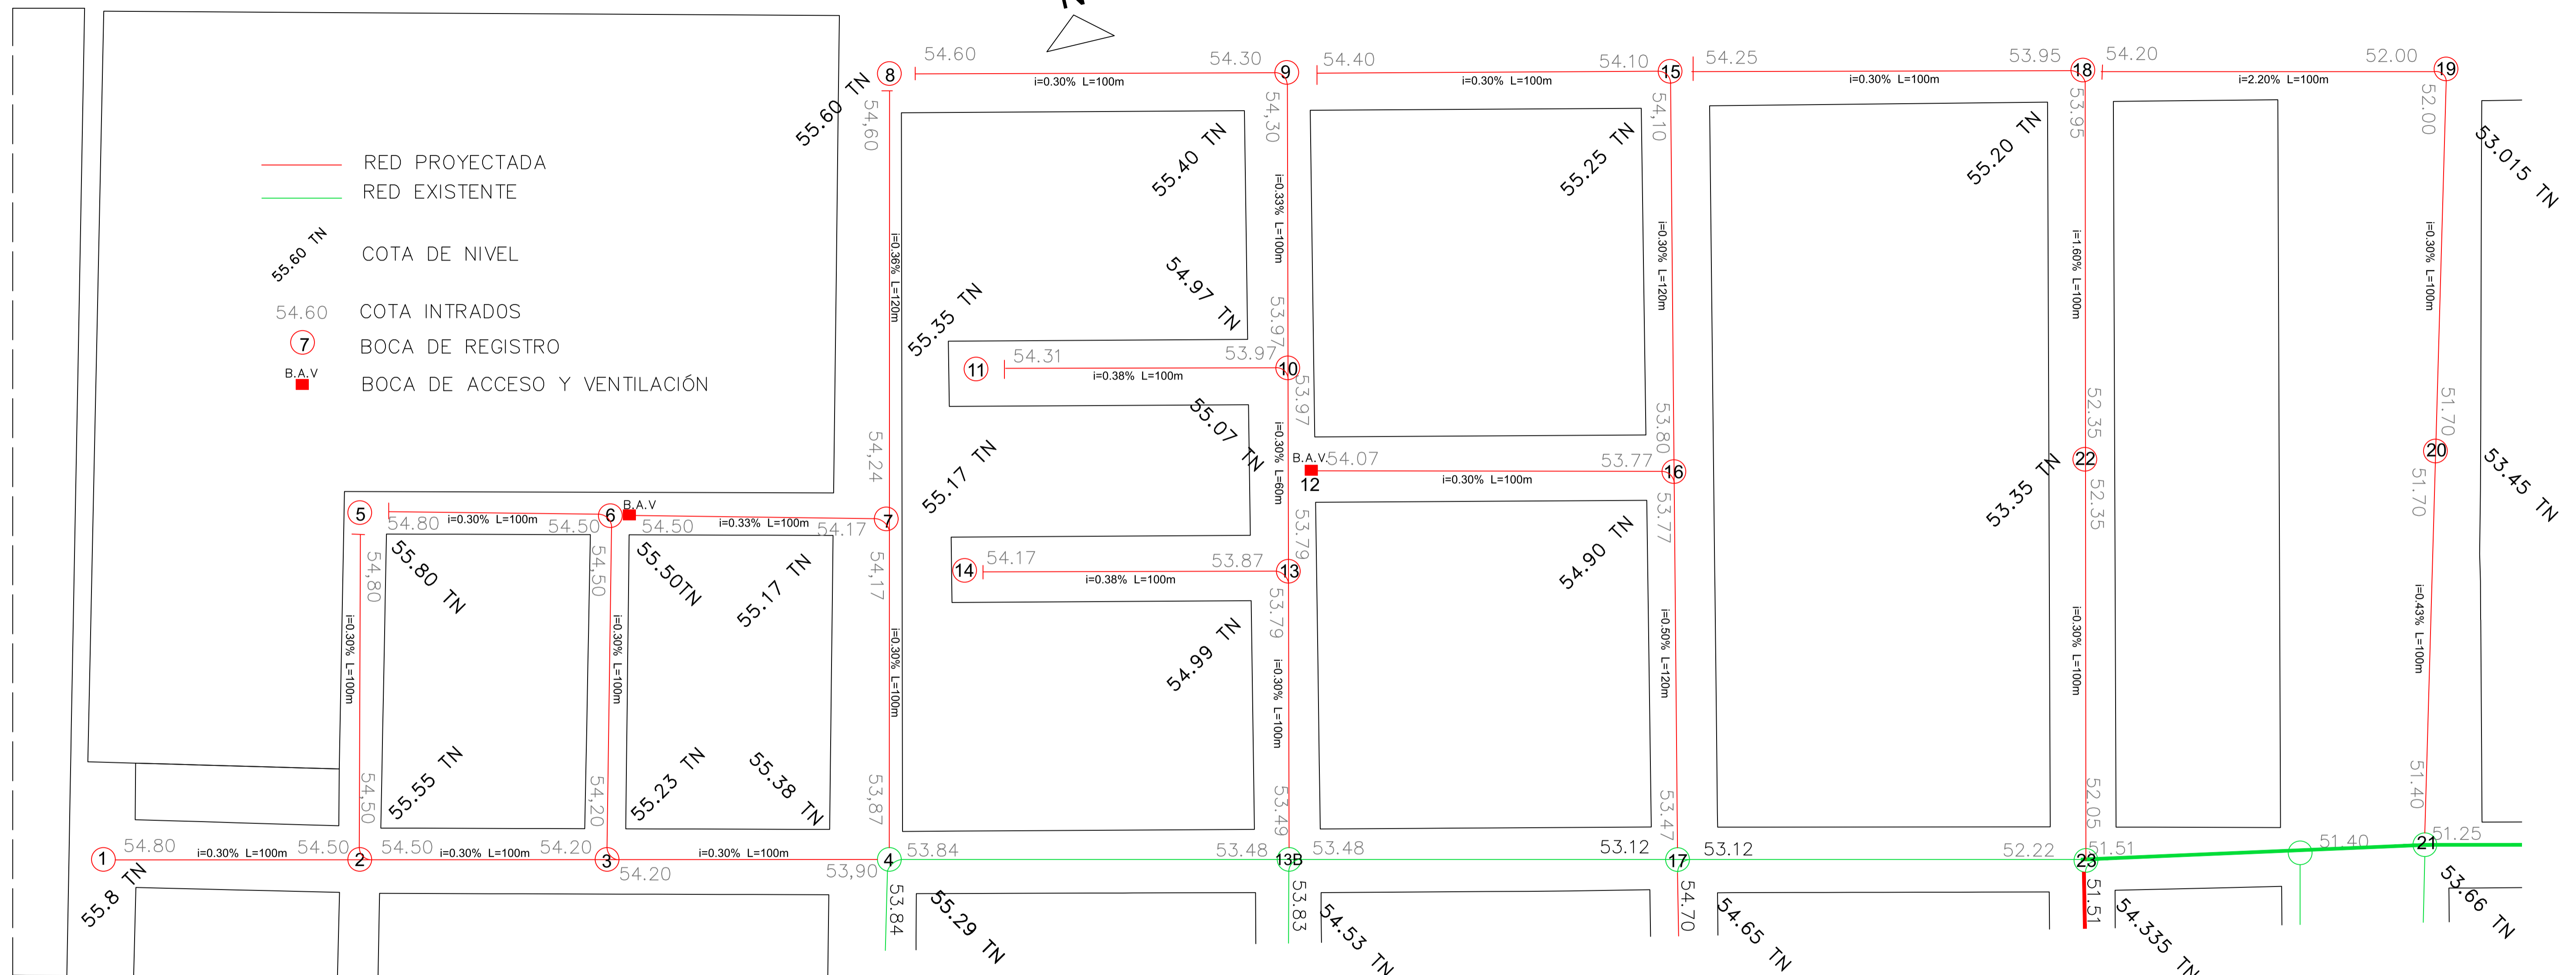 N
54.60
54.30
i=0.30% L=100m
54.40
54.10
i=0.30% L=100m
54.25
53.95
i=0.30% L=100m
54.20
52.00
i=2.20% L=100m
8
9
15
18
19
55.60 TN
54,60
54,30
54,10
53.95
52.00
53.015 TN
RED PROYECTADA
RED EXISTENTE
55.60 TN
COTA DE NIVEL
54.60
COTA INTRADOS
7
BOCA DE REGISTRO
B.A.V
BOCA DE ACCESO Y VENTILACIÓN
55.40 TN
55.25 TN
55.20 TN
i=0.36% L=120m
i=0.33% L=100m
i=0.30% L=120m
i=1.60% L=100m
i=0.30% L=100m
54.97 TN
55.35 TN
53.97
11
54.31
53.97
10
i=0.38% L=100m
53.97
55.07 TN
55.17 TN
54,24
i=0.30% L=60m
53.80
52.35
51.70
B.A.V.
54.07
53.77
16
12
i=0.30% L=100m
22
20
53.35 TN
53.45 TN
53.77
52.35
51.70
5
54.80
i=0.30% L=100m
54.50
6
B.A.V
54.50
i=0.33% L=100m
54.17
7
54,80
55.80 TN
54,50
55.50TN
55.17 TN
54,17
53.79
14
54.17
53.87
13
i=0.38% L=100m
54.90 TN
53.79
54.99 TN
i=0.30% L=100m
i=0.30% L=100m
i=0.30% L=100m
i=0.30% L=100m
i=0.50% L=120m
i=0.30% L=100m
i=0.43% L=100m
54,50
55.55 TN
54,20
55.23 TN
55.38 TN
53,87
53.49
53.47
52.05
51.40
1
54.80
i=0.30% L=100m
54.50
2
54.50
i=0.30% L=100m
54.20
3
54.20
i=0.30% L=100m
53,90
4
53.84
53.48
13B
53.48
53.12
17
53.12
52.22
23
51.51
51.40
21
51.25
55.8 TN
53.84
55.29 TN
53.83
54.53 TN
54.70
54.65 TN
51.51
54.335 TN
53.66 TN